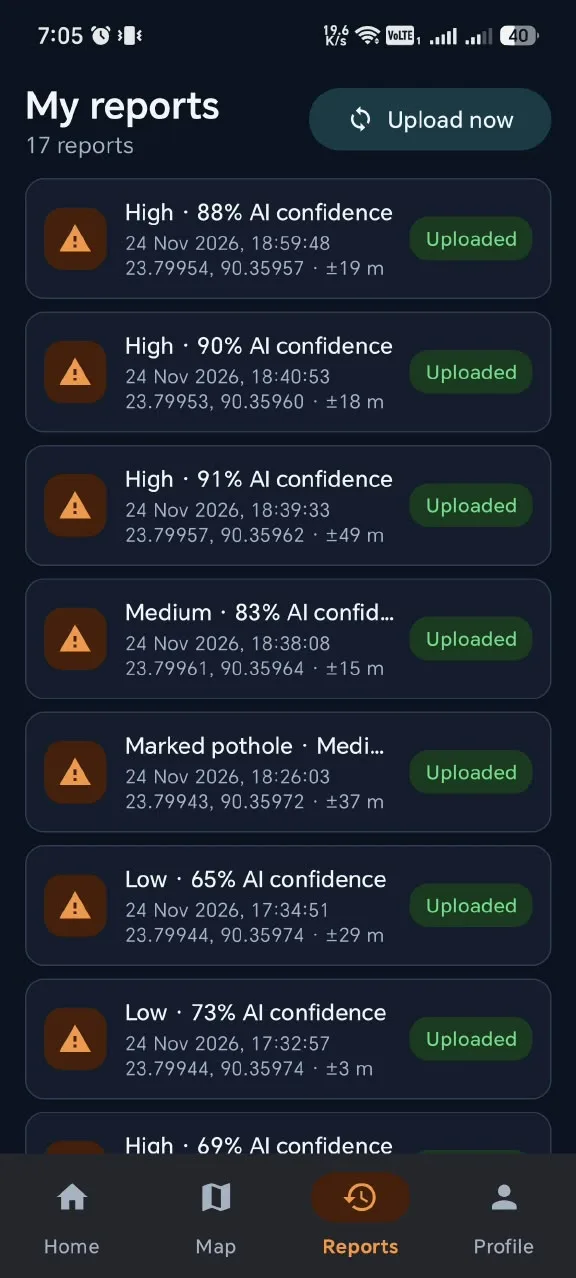 7:05 19.6 K/s VoLTE 1 40
My reports
17 reports
Upload now
High · 88% AI confidence
24 Nov 2026, 18:59:48
23.79954, 90.35957 · ±19 m
Uploaded
High · 90% AI confidence
24 Nov 2026, 18:40:53
23.79953, 90.35960 · ±18 m
Uploaded
High · 91% AI confidence
24 Nov 2026, 18:39:33
23.79957, 90.35962 · ±49 m
Uploaded
Medium · 83% AI confid...
24 Nov 2026, 18:38:08
23.79961, 90.35964 · ±15 m
Uploaded
Marked pothole · Medi...
24 Nov 2026, 18:26:03
23.79943, 90.35972 · ±37 m
Uploaded
Low · 65% AI confidence
24 Nov 2026, 17:34:51
23.79944, 90.35974 · ±29 m
Uploaded
Low · 73% AI confidence
24 Nov 2026, 17:32:57
23.79944, 90.35974 · ±3 m
Uploaded
High · 69% AI confidence
Home
Map
Reports
Profile